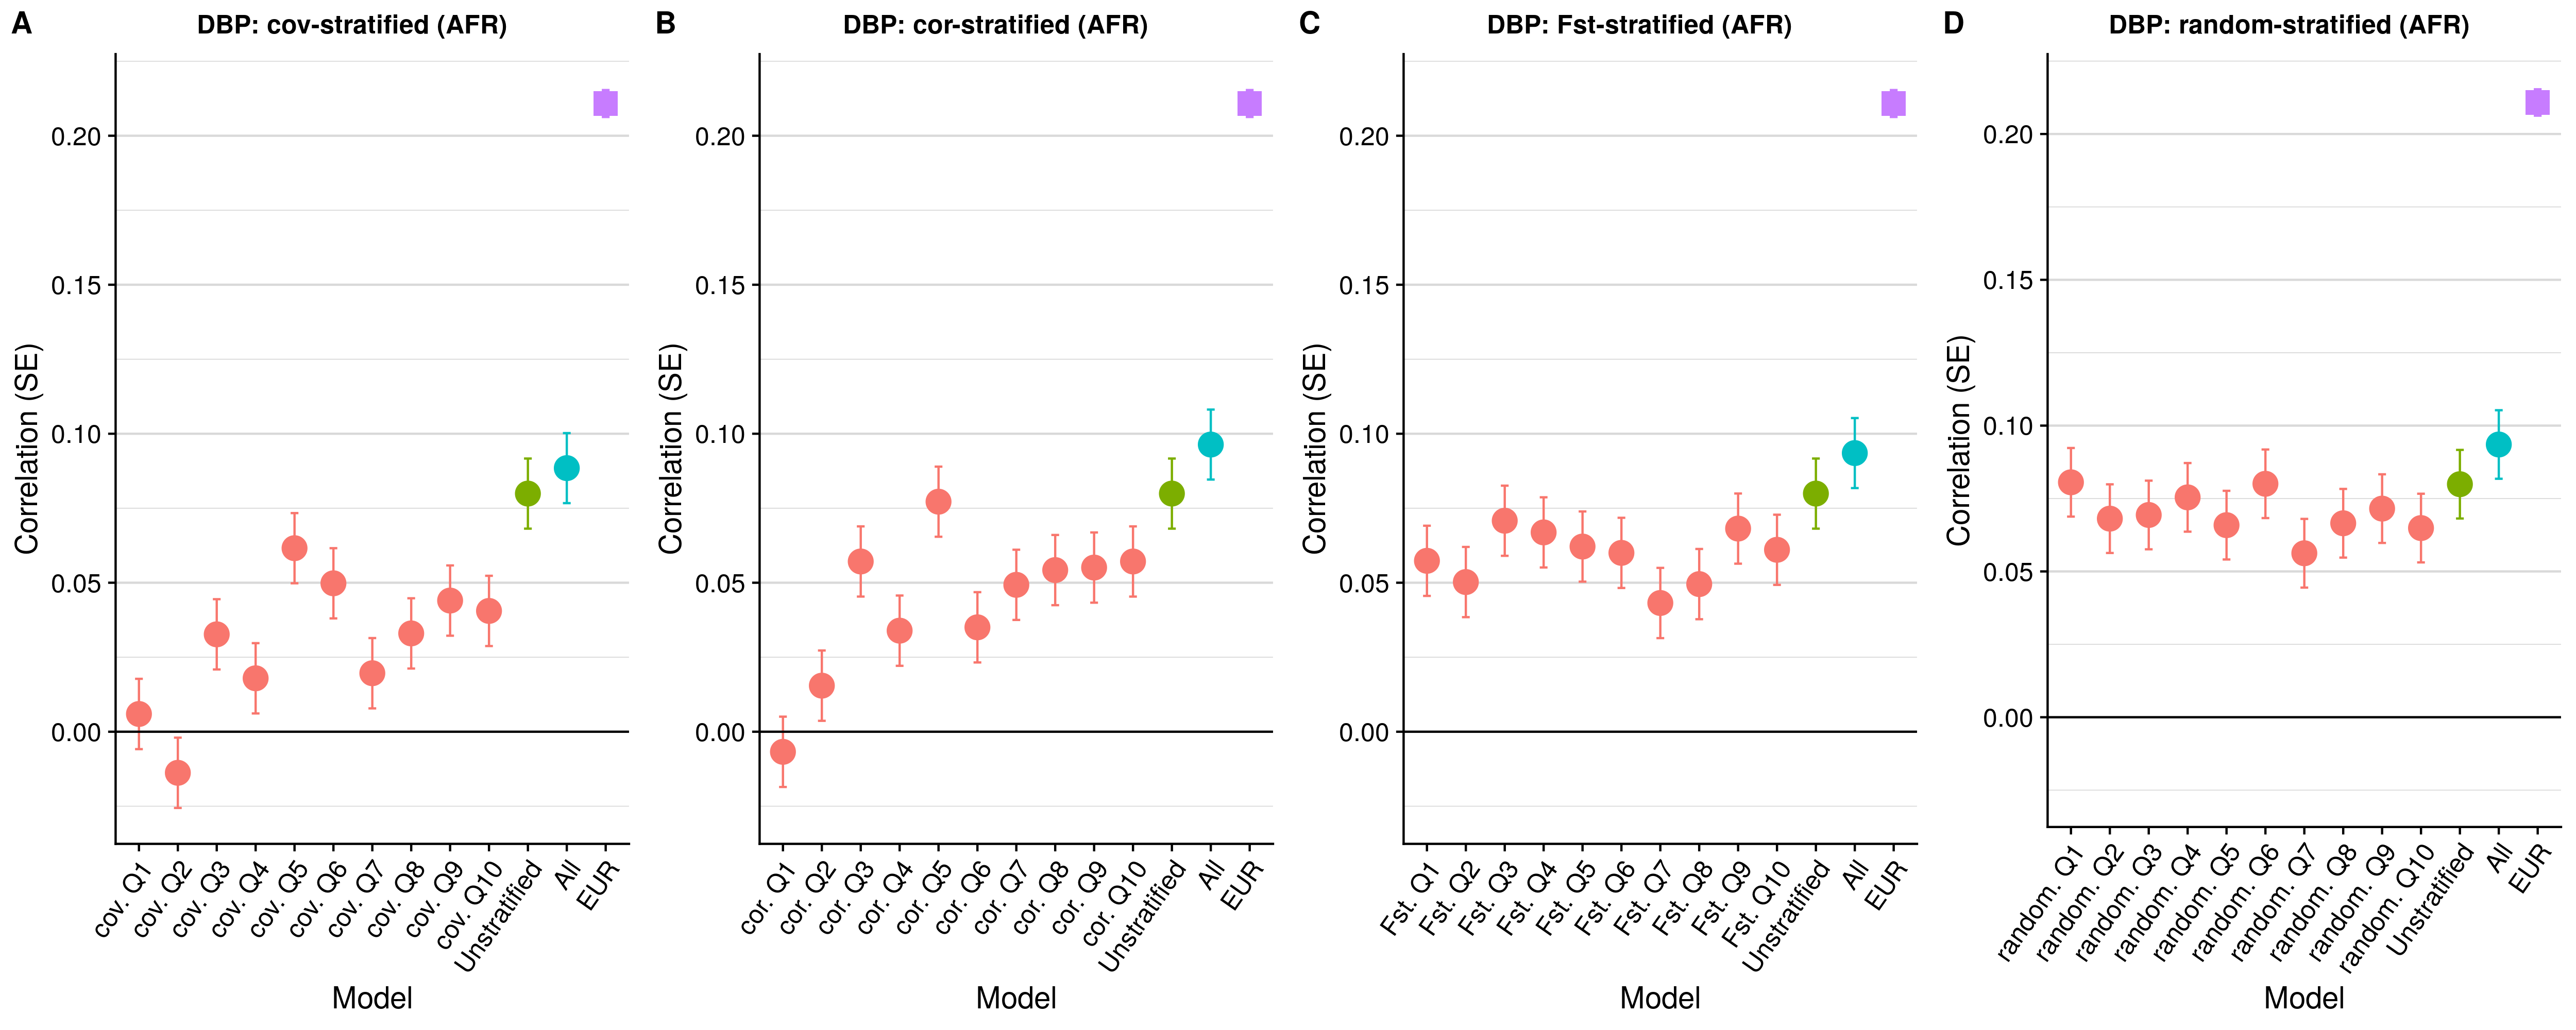 A
DBP: cov-stratified (AFR)
Correlation (SE)
0.20
0.15
0.10
0.05
0.00
cov. Q1
cov. Q2
cov. Q3
cov. Q4
cov. Q5
cov. Q6
cov. Q7
cov. Q8
cov. Q9
cov. Q10
Unstratified
All
EUR
Model
B
DBP: cor-stratified (AFR)
Correlation (SE)
0.20
0.15
0.10
0.05
0.00
cor. Q1
cor. Q2
cor. Q3
cor. Q4
cor. Q5
cor. Q6
cor. Q7
cor. Q8
cor. Q9
cor. Q10
Unstratified
All
EUR
Model
C
DBP: Fst-stratified (AFR)
Correlation (SE)
0.20
0.15
0.10
0.05
0.00
Fst. Q1
Fst. Q2
Fst. Q3
Fst. Q4
Fst. Q5
Fst. Q6
Fst. Q7
Fst. Q8
Fst. Q9
Fst. Q10
Unstratified
All
EUR
Model
D
DBP: random-stratified (AFR)
Correlation (SE)
0.20
0.15
0.10
0.05
0.00
random. Q1
random. Q2
random. Q3
random. Q4
random. Q5
random. Q6
random. Q7
random. Q8
random. Q9
random. Q10
Unstratified
All
EUR
Model